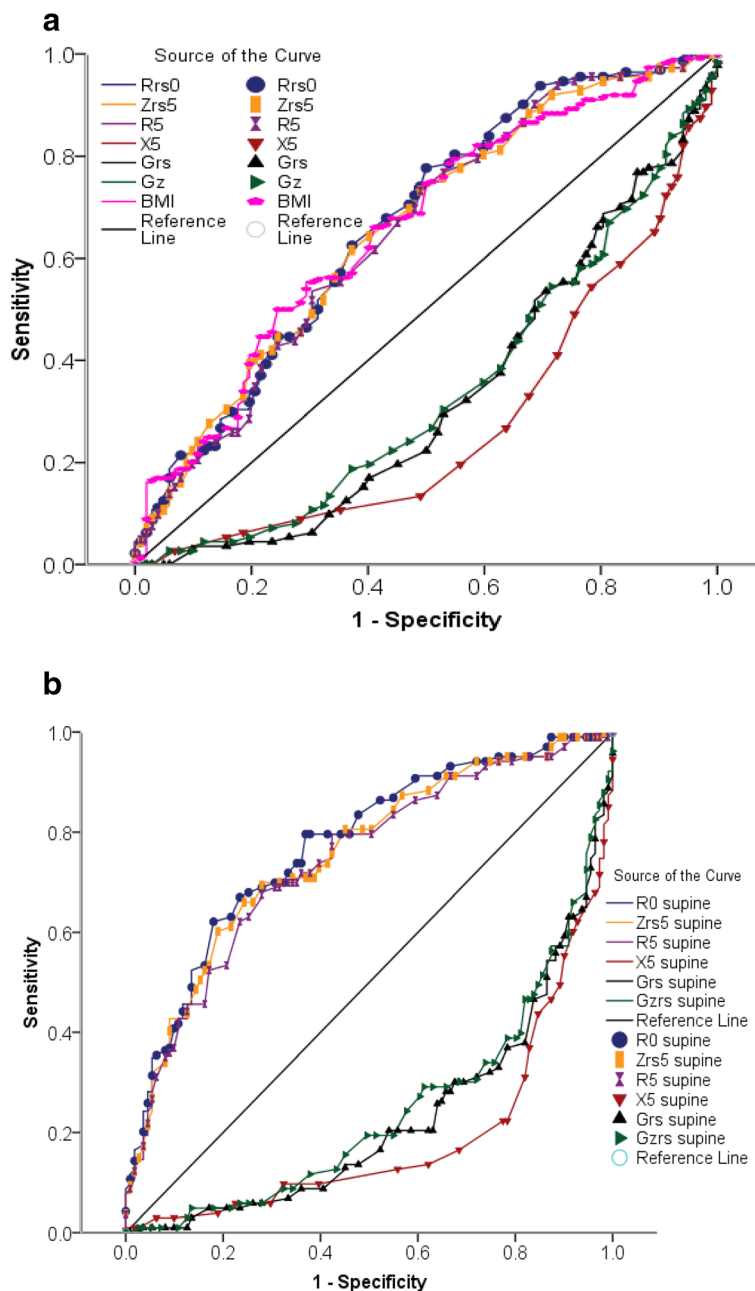 a
Source of the Curve
Rrs0 Rrs0
Zrs5 Zrs5
R5 R5
X5 X5
Grs Grs
Gz Gz
BMI BMI
Reference Reference
Line Line
1.0
0.8
0.6
0.4
0.2
0.0
Sensitivity
0.0 0.2 0.4 0.6 0.8 1.0
1 - Specificity
b
1.0
0.8
0.6
0.4
0.2
0.0
Sensitivity
Source of the Curve
R0 supine
Zrs5 supine
R5 supine
X5 supine
Grs supine
Gzrs supine
Reference Line
R0 supine
Zrs5 supine
R5 supine
X5 supine
Grs supine
Gzrs supine
Reference Line
0.0 0.2 0.4 0.6 0.8 1.0
1 - Specificity